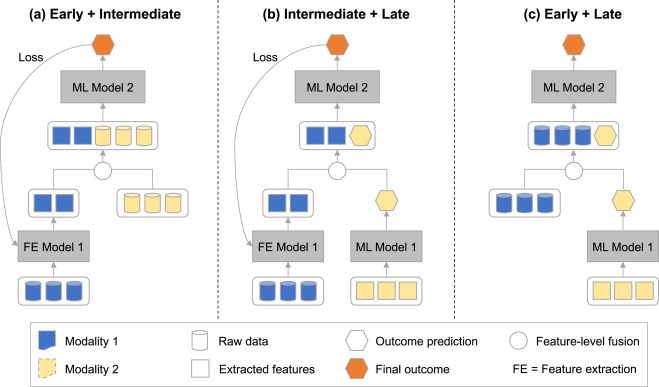 (a) Early + Intermediate
(b) Intermediate + Late
(c) Early + Late
Loss
ML Model 2
FE Model 1
Loss
ML Model 2
FE Model 1
ML Model 1
ML Model 2
ML Model 1
Modality 1
Raw data
Outcome prediction
Feature-level fusion
Modality 2
Extracted features
Final outcome
FE = Feature extraction